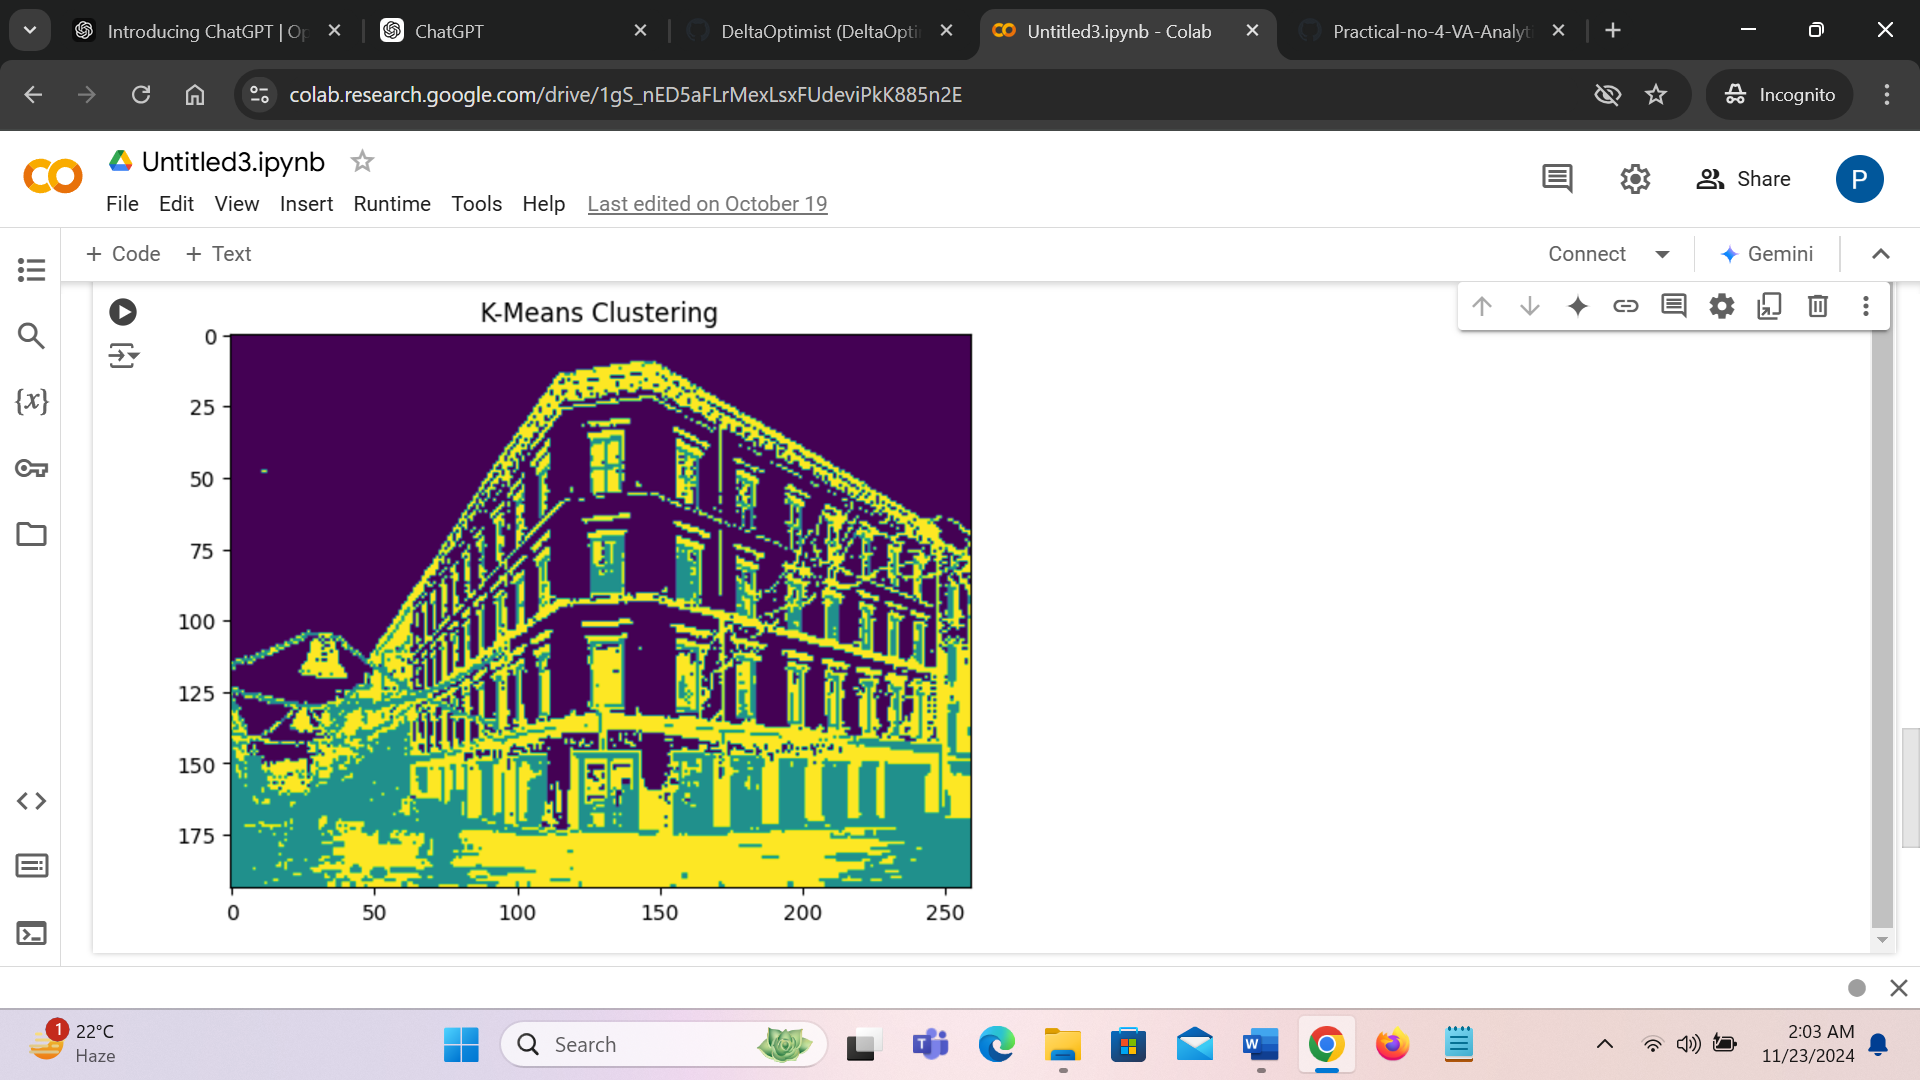 Introducing ChatGPT | Op
ChatGPT
DeltaOptimist (DeltaOpti
Untitled3.ipynb - Colab
Practical-no-4-VA-Analyt
colab.research.google.com/drive/1gS_nED5aFLrMexLsxFUdeviPkK885n2E
Incognito
Untitled3.ipynb
Share
P
File Edit View Insert Runtime Tools Help Last edited on October 19
+ Code + Text
Connect
Gemini
{x}
K-Means Clustering
0
25
50
75
100
125
150
175
0 50 100 150 200 250
1
22°C
Haze
Search
T
W
2:03 AM
11/23/2024